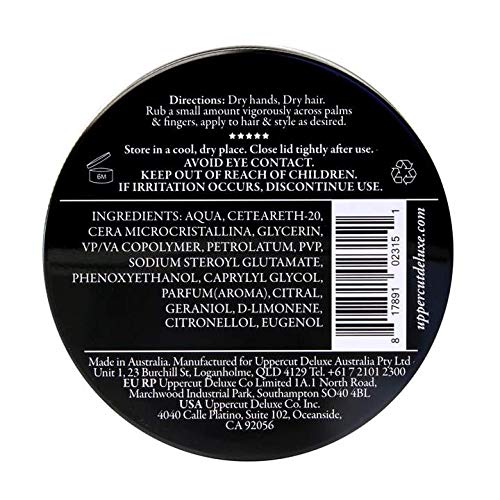 Directions: Dry hands, Dry hair.
Rub a small amount vigorously across palms
& fingers, apply to hair & style as desired.
Store in a cool, dry place. Close lid tightly after use.
AVOID EYE CONTACT.
KEEP OUT OF REACH OF CHILDREN.
IF IRRITATION OCCURS, DISCONTINUE USE.
6M
INGREDIENTS: AQUA, CETEARETH-20,
CERA MICROCRISTALLINA, GLYCERIN,
VP/VA COPOLYMER, PETROLATUM, PVP,
SODIUM STEROYL GLUTAMATE,
PHENOXYETHANOL, CAPRYLYL GLYCOL,
PARFUM(AROMA), CITRAL,
GERANIOL, D-LIMONENE,
CITRONELLOL, EUGENOL
8 17891 02315 1
uppercutdeluxe.com
Made in Australia. Manufactured for Uppercut Deluxe Australia Pty Ltd
Unit 1, 23 Burchill St, Loganholme, QLD 4129 Tel +61 7 2101 2300
EU RP Uppercut Deluxe Co Limited 1A.1 North Road,
Marchwood Industrial Park, Southampton SO40 4BL
USA Uppercut Deluxe Co. Inc.
4040 Calle Platino, Suite 102, Oceanside,
CA 92056